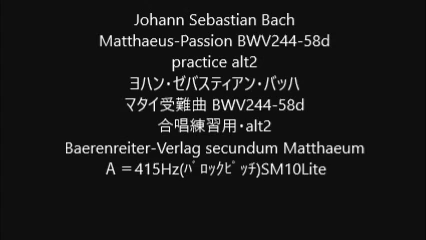 Johann Sebastian Bach
Matthaeus-Passion BWV244-58d
practice alt2
ﾖﾊﾝ･ｾﾞﾊﾞｽﾃｨｱﾝ･ﾊﾞｯﾊ
ﾏﾀｲ受難曲 BWV244-58d
合唱練習用･alt2
Baerenreiter-Verlag secundum Matthaeum
A ＝415Hz(ﾊﾞﾛｯｸﾋﾟｯﾁ)SM10Lite